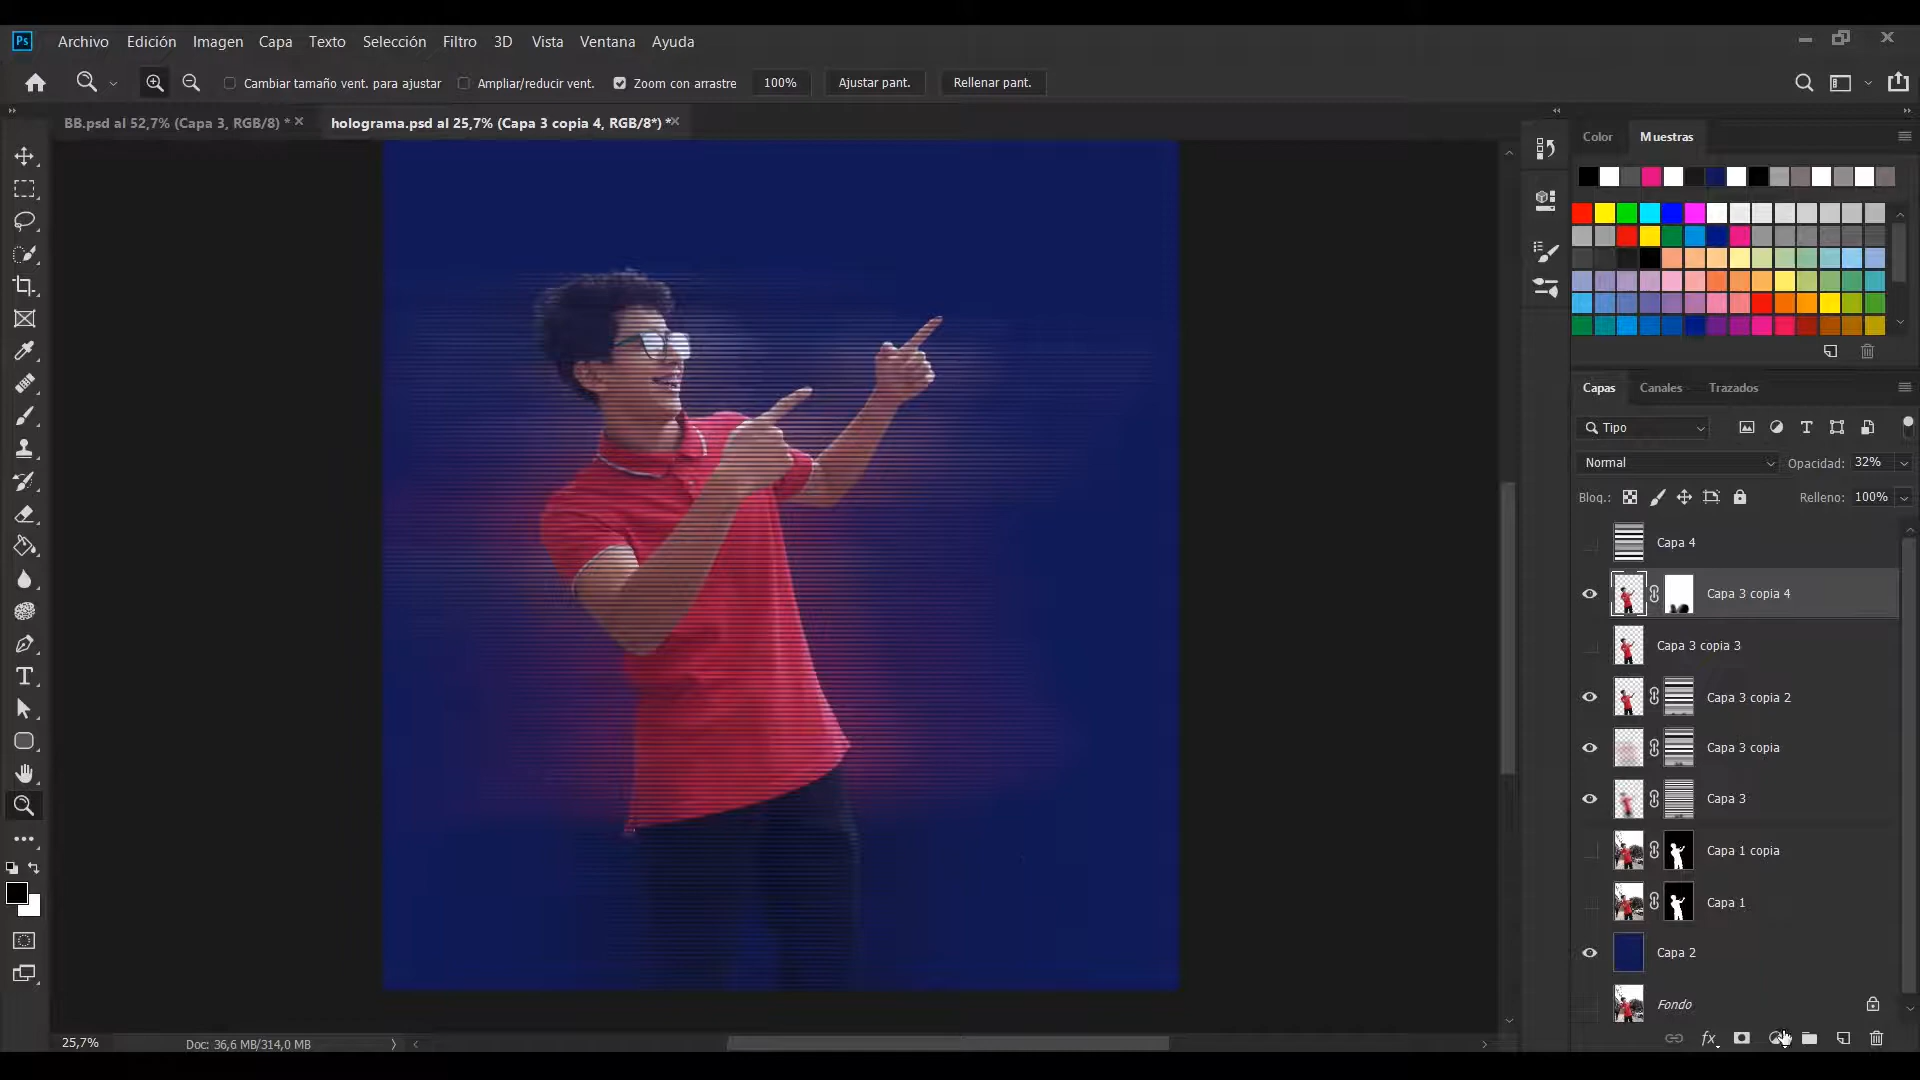 Ps
Archivo Edición Imagen Capa Texto Selección Filtro 3D Vista Ventana Ayuda
Cambiar tamaño vent. para ajustar Ampliar/reducir vent. Zoom con arrastre 100% Ajustar pant. Rellenar pant.
BB.psd al 52,7% (Capa 3, RGB/8) * holograma.psd al 25,7% (Capa 3 copia 4, RGB/8*) *
Color Muestras
Capas Canales Trazados
Tipo
Normal Opacidad: 32%
Bloq.: Relleno: 100%
Capa 4
Capa 3 copia 4
Capa 3 copia 3
Capa 3 copia 2
Capa 3 copia
Capa 3
Capa 1 copia
Capa 1
Capa 2
Fondo
fx
25,7% Doc: 36,6 MB/314,0 MB